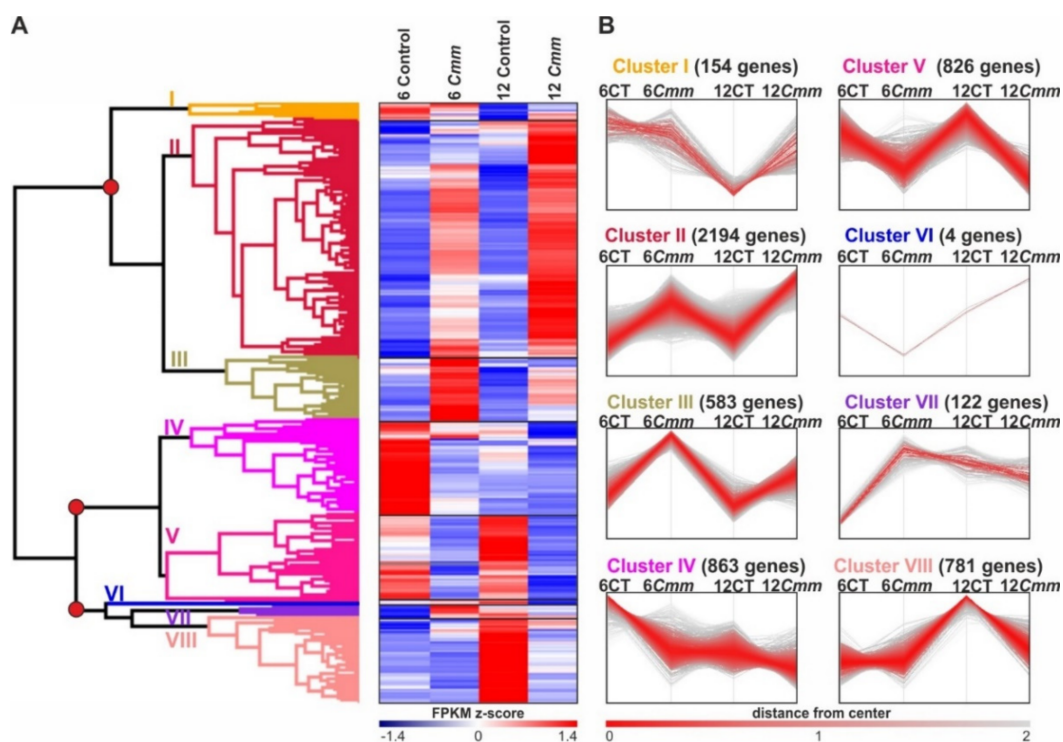 A
6 Control
6 Cmm
12 Control
12 Cmm
I
II
III
IV
V
VI
VII
VIII
FPKM z-score
-1.4 0 1.4
B
Cluster I (154 genes)
6CT 6Cmm 12CT 12Cmm
Cluster V (826 genes)
6CT 6Cmm 12CT 12Cmm
Cluster II (2194 genes)
6CT 6Cmm 12CT 12Cmm
Cluster VI (4 genes)
6CT 6Cmm 12CT 12Cmm
Cluster III (583 genes)
6CT 6Cmm 12CT 12Cmm
Cluster VII (122 genes)
6CT 6Cmm 12CT 12Cmm
Cluster IV (863 genes)
6CT 6Cmm 12CT 12Cmm
Cluster VIII (781 genes)
6CT 6Cmm 12CT 12Cmm
distance from center
0 1 2